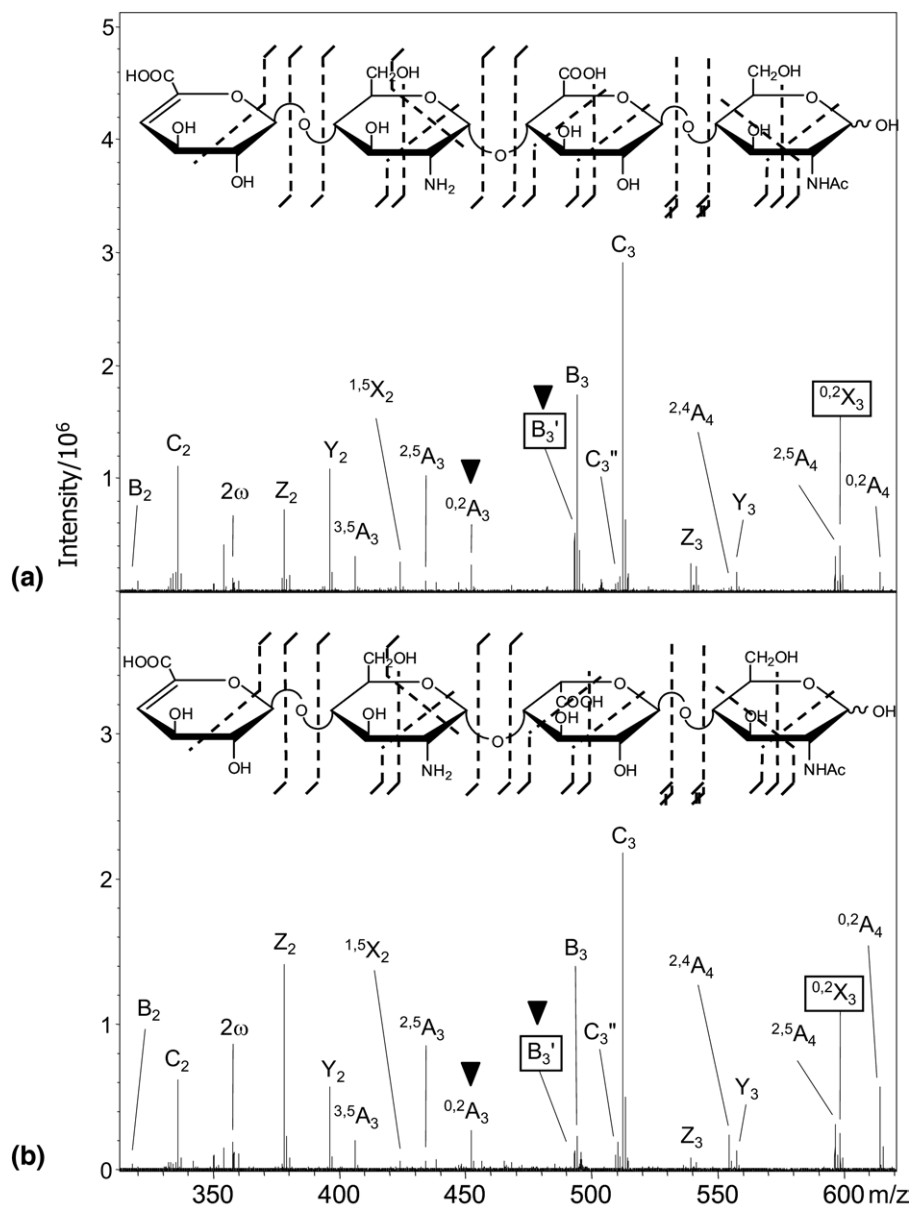 5
4
3
2
1
Intensity/10⁶
(a)
HOOC
O
OH
OH
O
CH₂OH
O
OH
NH₂
O
COOH
O
OH
OH
O
CH₂OH
O
OH
NHAc
OH
B₂
C₂
2ω
Z₂
Y₂
³,⁵A₃
¹,⁵X₂
²,⁵A₃
⁰,²A₃
B₃'
B₃
C₃"
C₃
Z₃
²,⁴A₄
Y₃
²,⁵A₄
⁰,²X₃
⁰,²A₄
3
2
1
0
(b)
HOOC
O
OH
OH
O
CH₂OH
O
OH
NH₂
O
O
COOH
OH
OH
O
CH₂OH
O
OH
NHAc
OH
B₂
C₂
2ω
Z₂
Y₂
³,⁵A₃
¹,⁵X₂
²,⁵A₃
⁰,²A₃
B₃'
B₃
C₃"
C₃
Z₃
²,⁴A₄
Y₃
²,⁵A₄
⁰,²X₃
⁰,²A₄
350 400 450 500 550 600 m/z